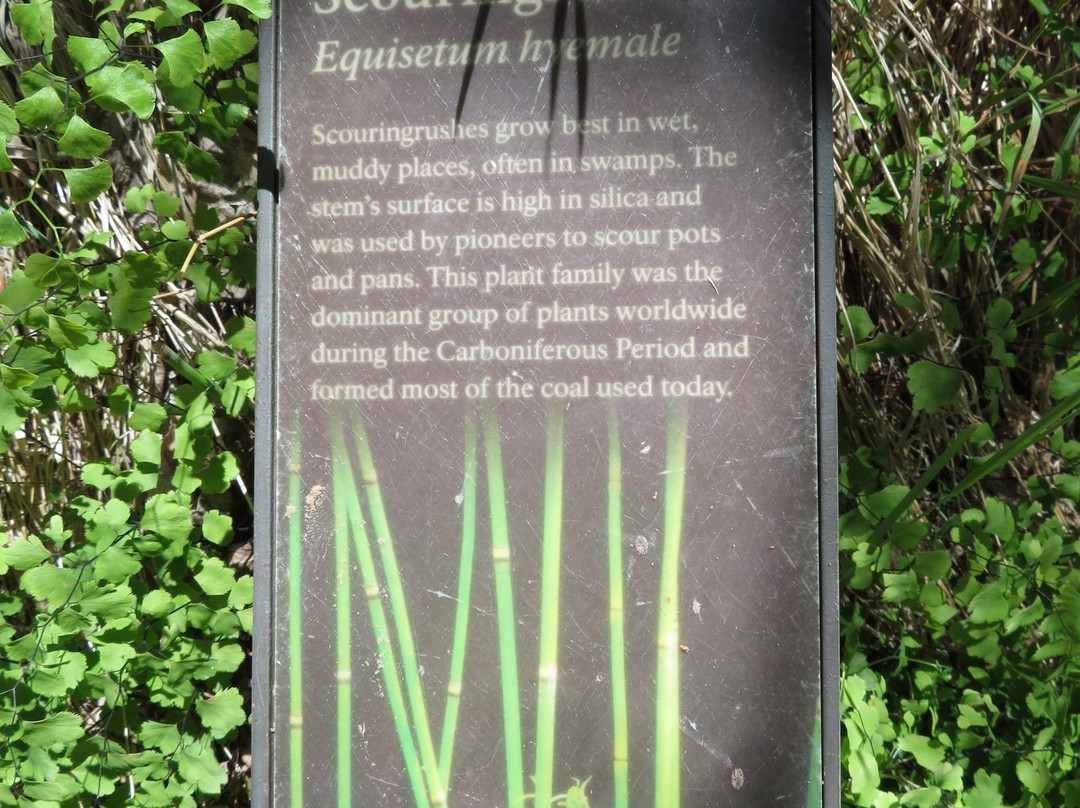 Equisetum hyemale
Scouringrushes grow best in wet,
muddy places, often in swamps. The
stem's surface is high in silica and
was used by pioneers to scour pots
and pans. This plant family was the
dominant group of plants worldwide
during the Carboniferous Period and
formed most of the coal used today.